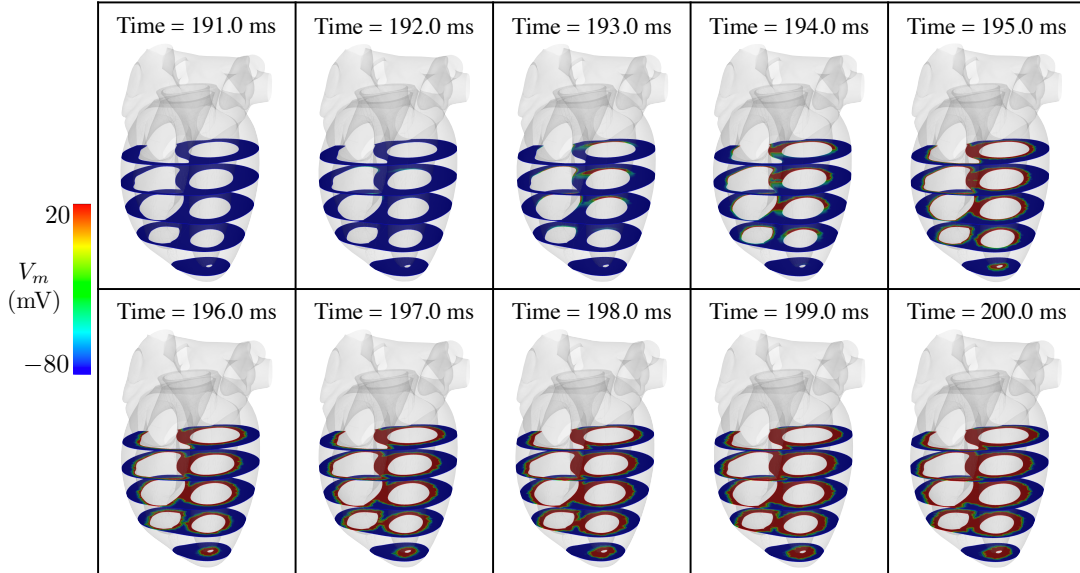 Time = 191.0 ms
Time = 192.0 ms
Time = 193.0 ms
Time = 194.0 ms
Time = 195.0 ms
20
V_m
(mV)
−80
Time = 196.0 ms
Time = 197.0 ms
Time = 198.0 ms
Time = 199.0 ms
Time = 200.0 ms